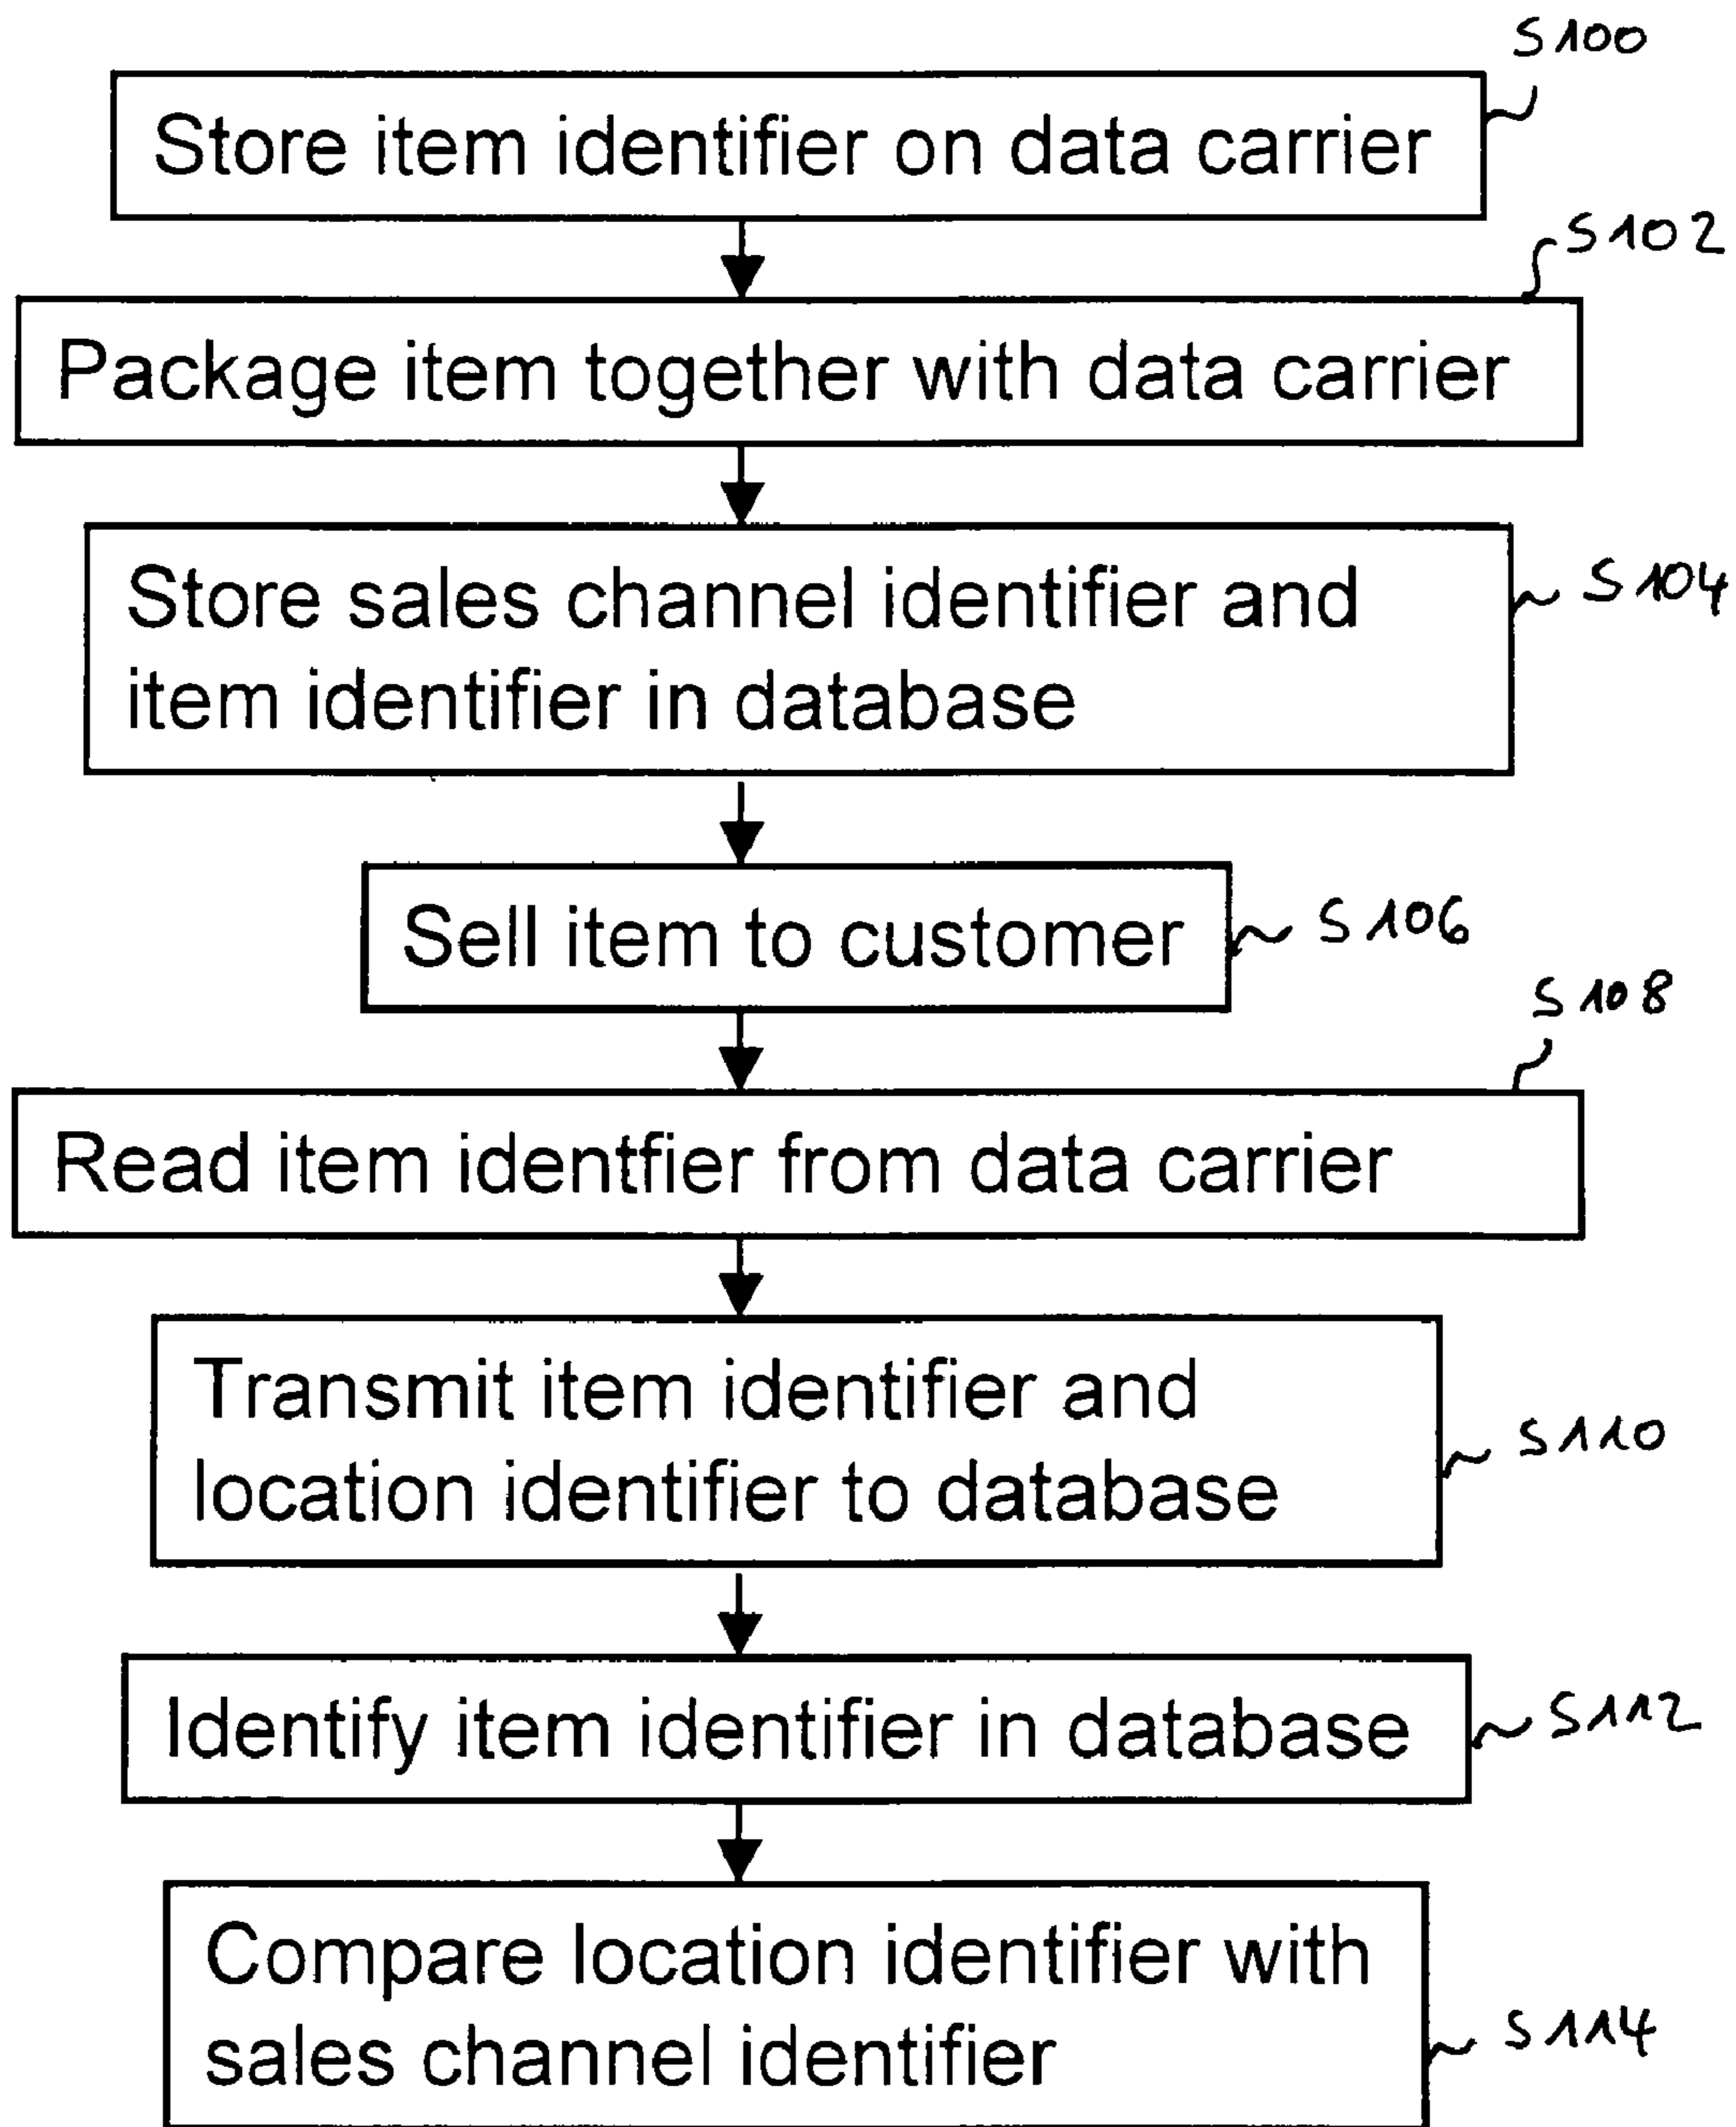 S100
Store item identifier on data carrier
S102
Package item together with data carrier
Store sales channel identifier and
item identifier in database
S104
Sell item to customer
S106
S108
Read item identfier from data carrier
Transmit item identifier and
location identifier to database
S110
Identify item identifier in database
S112
Compare location identifier with
sales channel identifier
S114